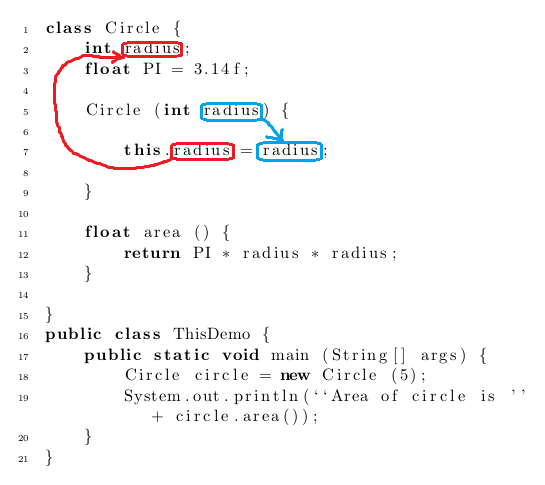 1 class Circle {
2 int radius;
3 float PI = 3.14f;
4
5 Circle (int radius) {
6
7 this.radius = radius;
8
9 }
10
11 float area () {
12 return PI * radius * radius;
13 }
14
15 }
16 public class ThisDemo {
17 public static void main (String[] args) {
18 Circle circle = new Circle (5);
19 System.out.println(‘‘Area of circle is ’’
+ circle.area());
20 }
21 }